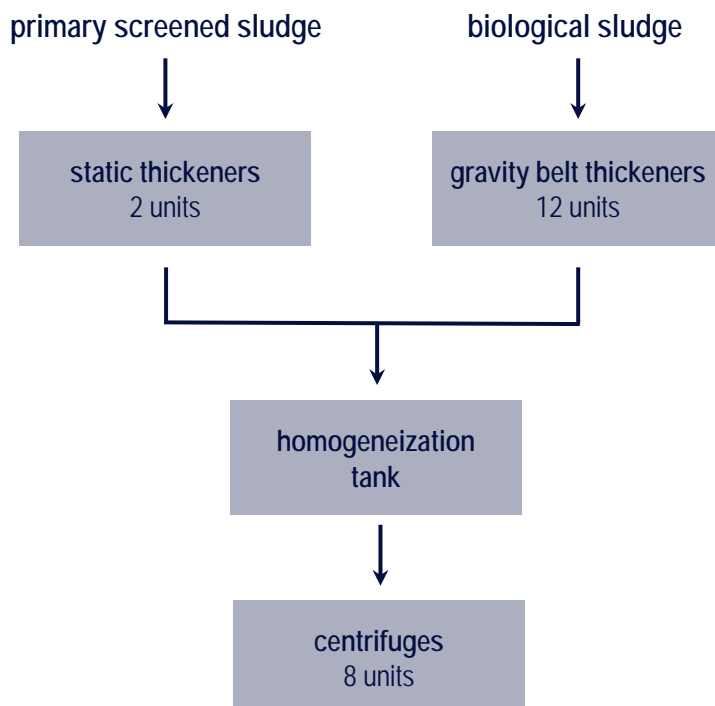 primary screened sludge
biological sludge
static thickeners
2 units
gravity belt thickeners
12 units
homogeneization
tank
centrifuges
8 units